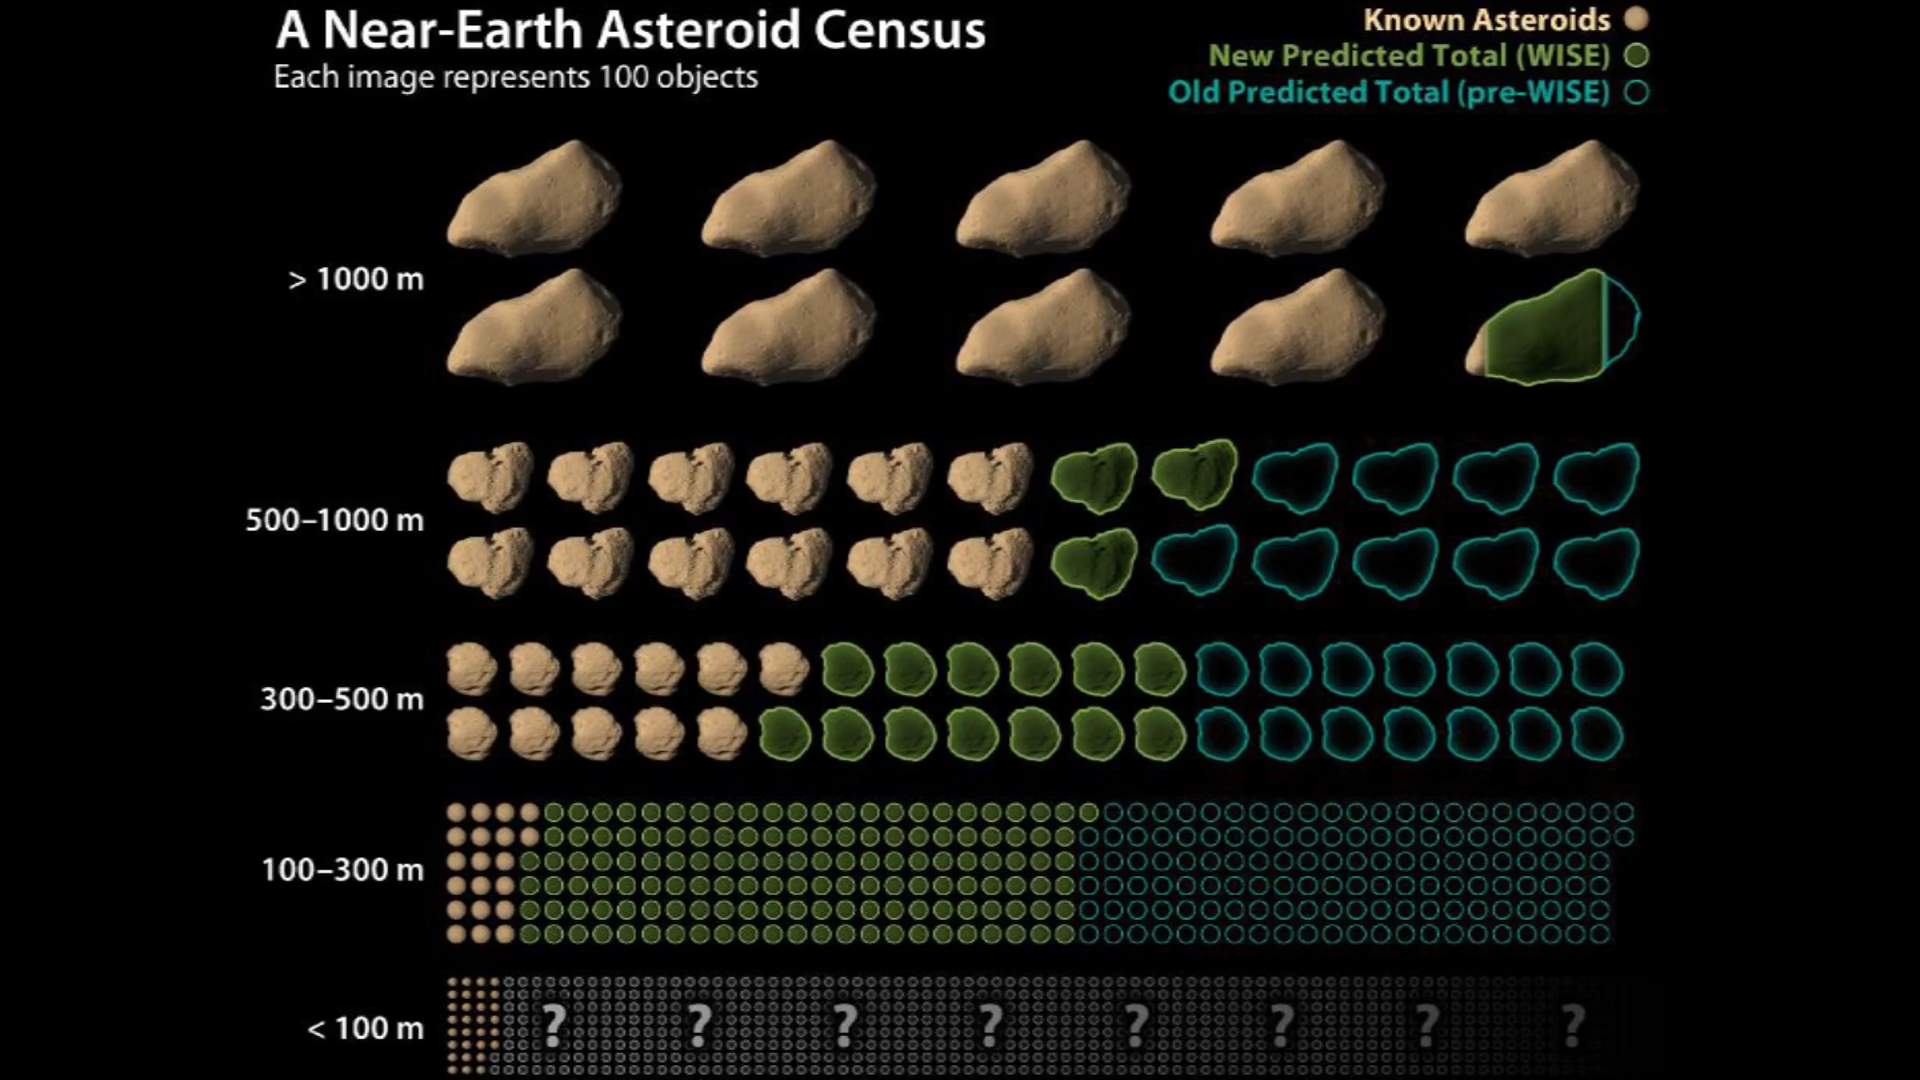 A Near-Earth Asteroid Census
Each image represents 100 objects
Known Asteroids
New Predicted Total (WISE)
Old Predicted Total (pre-WISE)
> 1000 m
500–1000 m
300–500 m
100–300 m
< 100 m
? ? ? ? ? ? ? ?